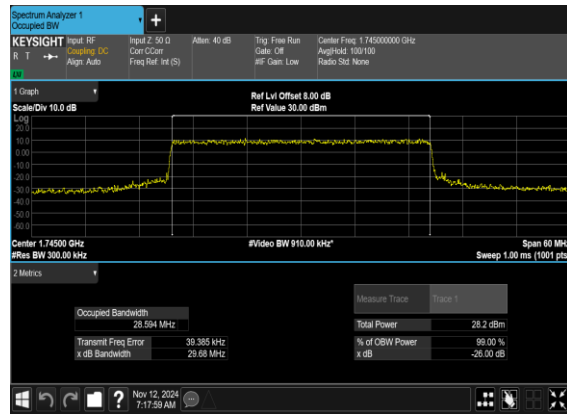 Spectrum Analyzer 1
Occupied BW
+
KEYSIGHT Input: RF Input Z: 50 Ω Atten: 40 dB Trig: Free Run Center Freq: 1.745000000 GHz
R T Coupling: DC Corr CCorr Gate: Off Avg|Hold: 100/100
Align: Auto Freq Ref: Int (S) #IF Gain: Low Radio Std: None
1 Graph
Ref Lvl Offset 8.00 dB
Scale/Div 10.0 dB Ref Value 30.00 dBm
Log
20.0
10.0
0.00
-10.0
-20.0
-30.0
-40.0
-50.0
-60.0
Center 1.74500 GHz #Video BW 910.00 kHz* Span 60 MHz
#Res BW 300.00 kHz Sweep 1.00 ms (1001 pts)
2 Metrics
Measure Trace Trace 1
Occupied Bandwidth
28.594 MHz Total Power 28.2 dBm
Transmit Freq Error 39.385 kHz % of OBW Power 99.00 %
x dB Bandwidth 29.68 MHz x dB -26.00 dB
? Nov 12, 2024
7:17:59 AM